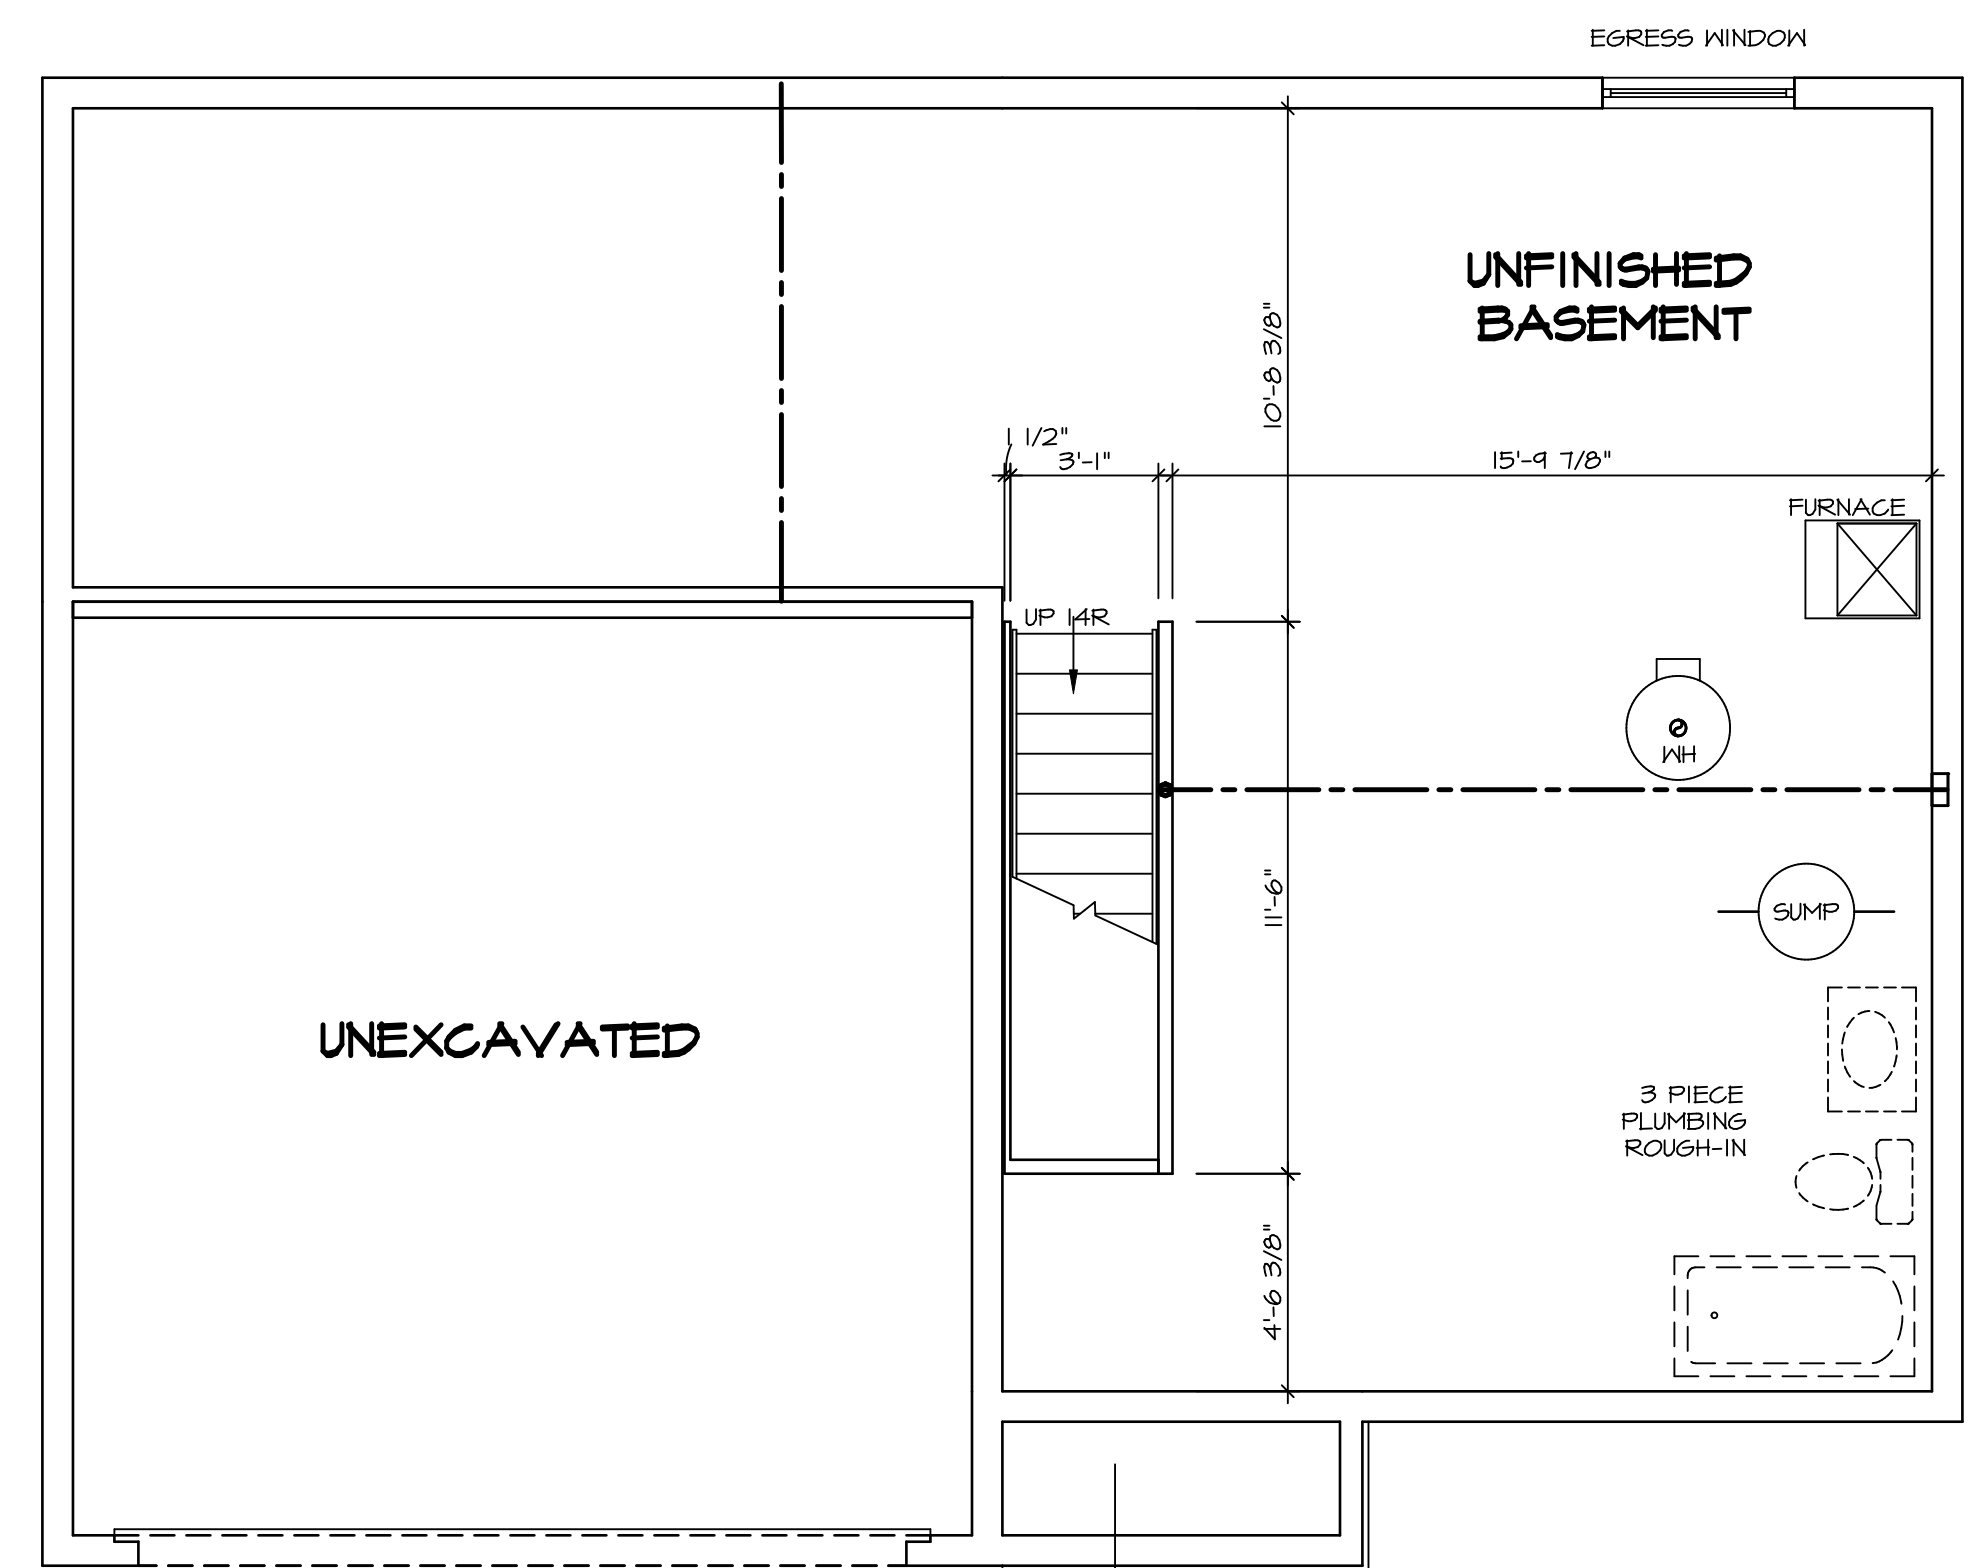 EGRESS WINDOW
UNFINISHED
BASEMENT
10'-8 3/8"
1 1/2"
3'-1"
15'-9 7/8"
FURNACE
UP 14R
WH
11'-6"
SUMP
UNEXCAVATED
3 PIECE
PLUMBING
ROUGH-IN
4'-6 3/8"